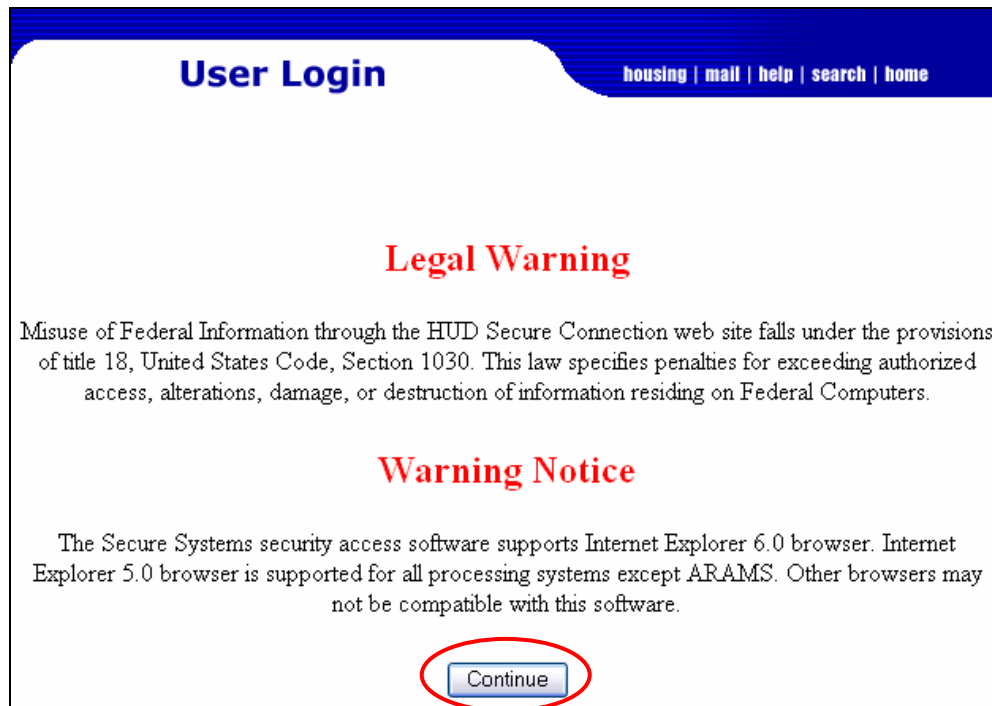 User Login
housing | mail | help | search | home
Legal Warning
Misuse of Federal Information through the HUD Secure Connection web site falls under the provisions
of title 18, United States Code, Section 1030. This law specifies penalties for exceeding authorized
access, alterations, damage, or destruction of information residing on Federal Computers.
Warning Notice
The Secure Systems security access software supports Internet Explorer 6.0 browser. Internet
Explorer 5.0 browser is supported for all processing systems except ARAMS. Other browsers may
not be compatible with this software.
Continue